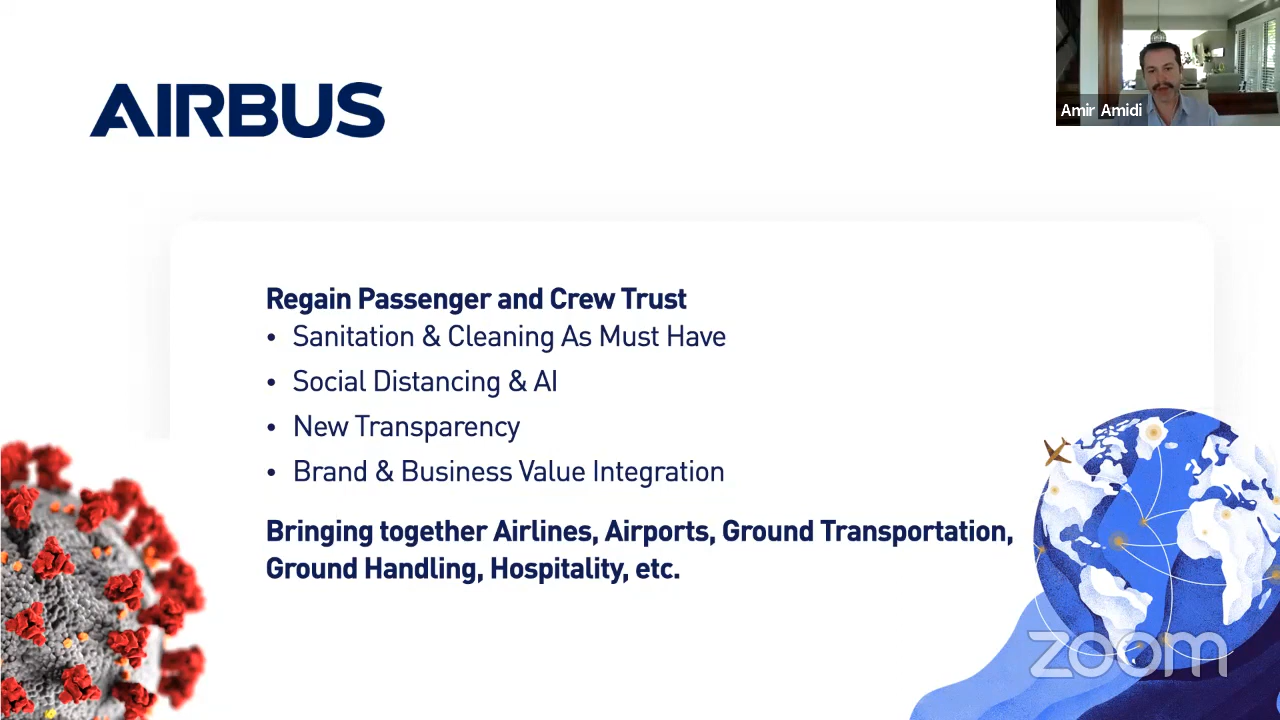 AIRBUS
Amir Amidi
Regain Passenger and Crew Trust
• Sanitation & Cleaning As Must Have
• Social Distancing & AI
• New Transparency
• Brand & Business Value Integration
Bringing together Airlines, Airports, Ground Transportation,
Ground Handling, Hospitality, etc.
zoom